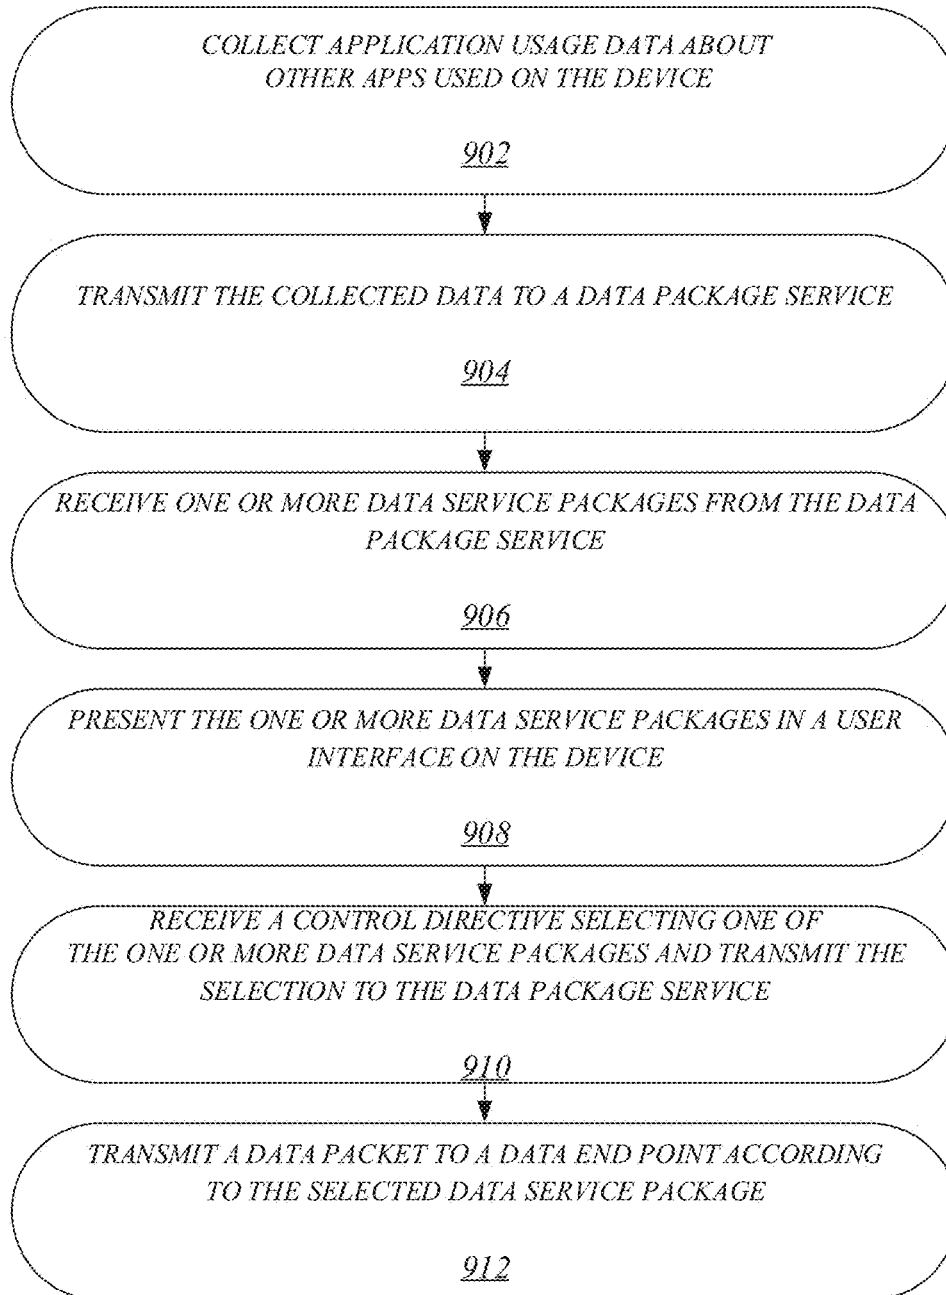 COLLECT APPLICATION USAGE DATA ABOUT
OTHER APPS USED ON THE DEVICE
902
TRANSMIT THE COLLECTED DATA TO A DATA PACKAGE SERVICE
904
RECEIVE ONE OR MORE DATA SERVICE PACKAGES FROM THE DATA
PACKAGE SERVICE
906
PRESENT THE ONE OR MORE DATA SERVICE PACKAGES IN A USER
INTERFACE ON THE DEVICE
908
RECEIVE A CONTROL DIRECTIVE SELECTING ONE OF
THE ONE OR MORE DATA SERVICE PACKAGES AND TRANSMIT THE
SELECTION TO THE DATA PACKAGE SERVICE
910
TRANSMIT A DATA PACKET TO A DATA END POINT ACCORDING
TO THE SELECTED DATA SERVICE PACKAGE
912